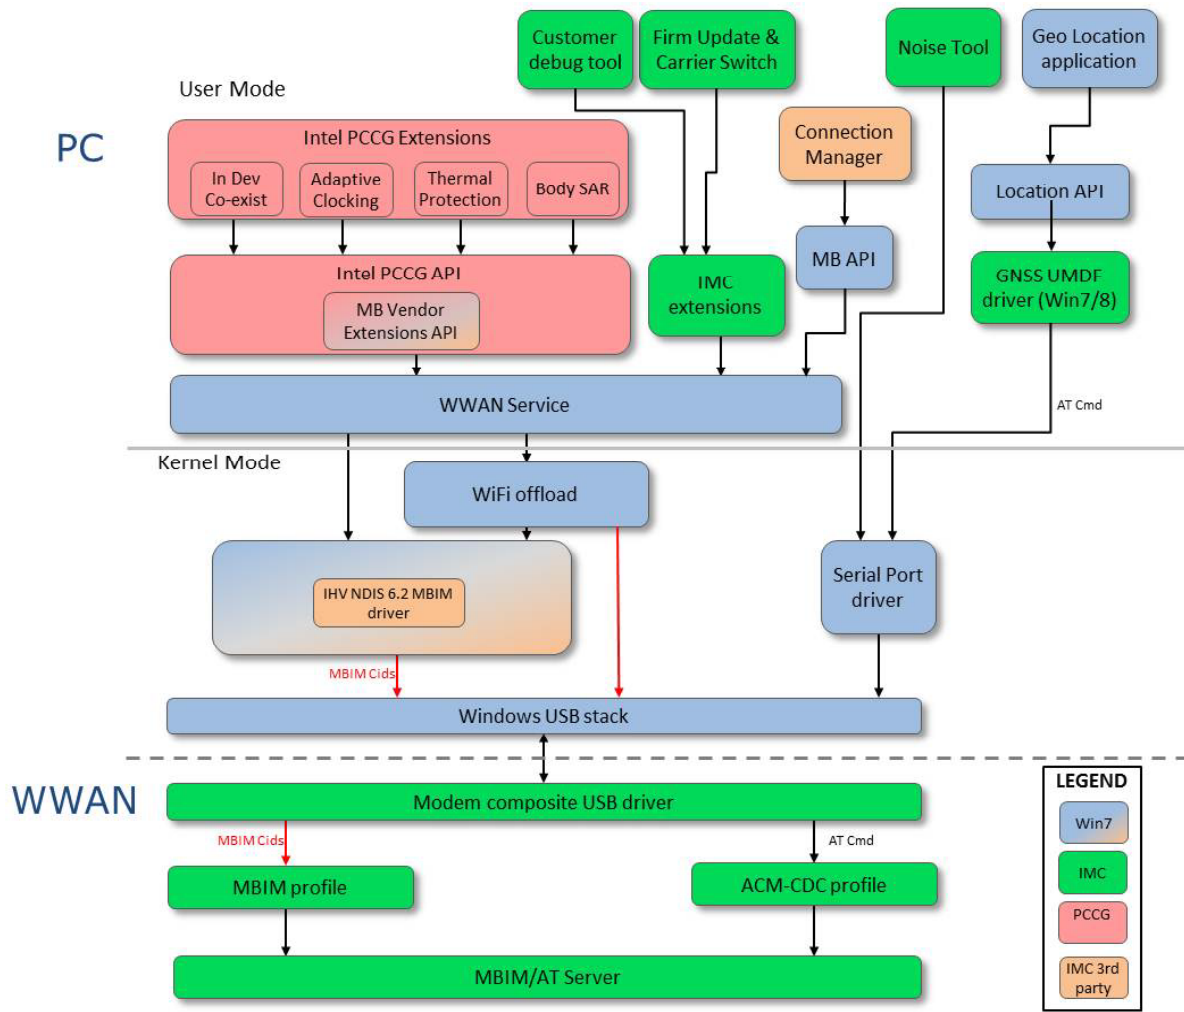 Customer
debug tool
Firm Update &
Carrier Switch
Noise Tool
Geo Location
application
User Mode
PC
Intel PCCG Extensions
In Dev
Co-exist
Adaptive
Clocking
Thermal
Protection
Body SAR
Connection
Manager
Location API
Intel PCCG API
MB Vendor
Extensions API
IMC
extensions
MB API
GNSS UMDF
driver (Win7/8)
WWAN Service
AT Cmd
Kernel Mode
WiFi offload
IHV NDIS 6.2 MBIM
driver
Serial Port
driver
MBIM Cids
Windows USB stack
WWAN
Modem composite USB driver
MBIM Cids
AT Cmd
MBIM profile
ACM-CDC profile
MBIM/AT Server
LEGEND
Win7
IMC
PCCG
IMC 3rd
party